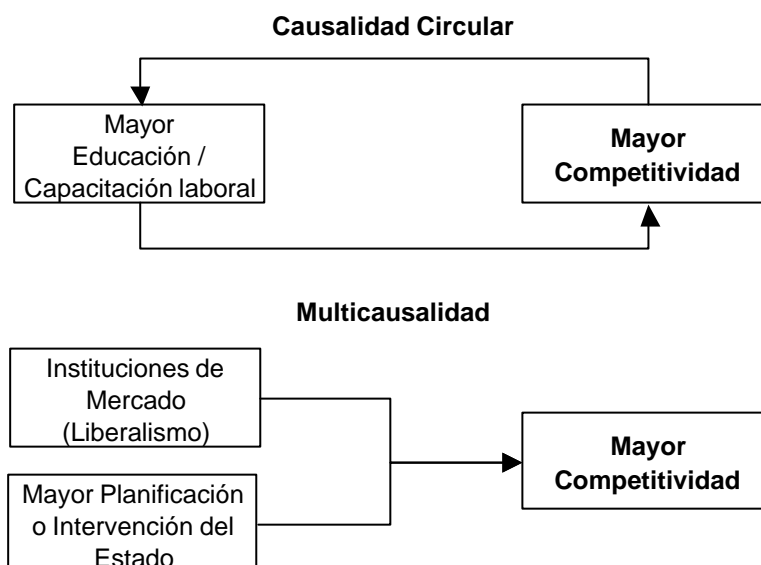 Causalidad Circular
Mayor
Educación /
Capacitación laboral
Mayor
Competitividad
Multicausalidad
Instituciones de
Mercado
(Liberalismo)
Mayor Planificación
o Intervención del
Estado
Mayor
Competitividad